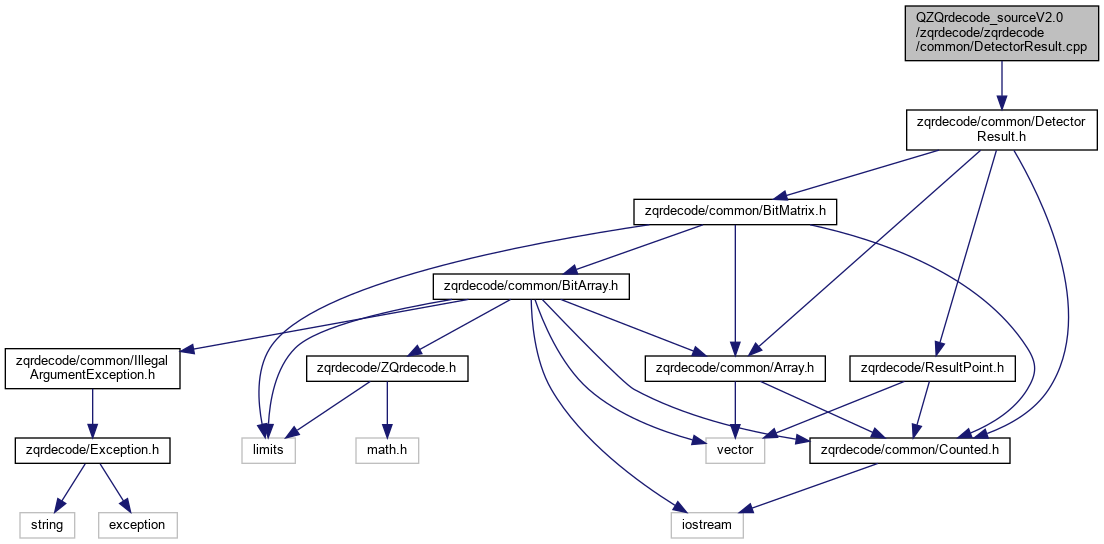 QZQrdecode_sourceV2.0
/zqrdecode/zqrdecode
/common/DetectorResult.cpp
zqrdecode/common/Detector
Result.h
zqrdecode/common/BitMatrix.h
zqrdecode/common/BitArray.h
zqrdecode/common/Illegal
ArgumentException.h
zqrdecode/ZQrdecode.h
zqrdecode/common/Array.h
zqrdecode/ResultPoint.h
zqrdecode/Exception.h
limits
math.h
vector
zqrdecode/common/Counted.h
string
exception
iostream